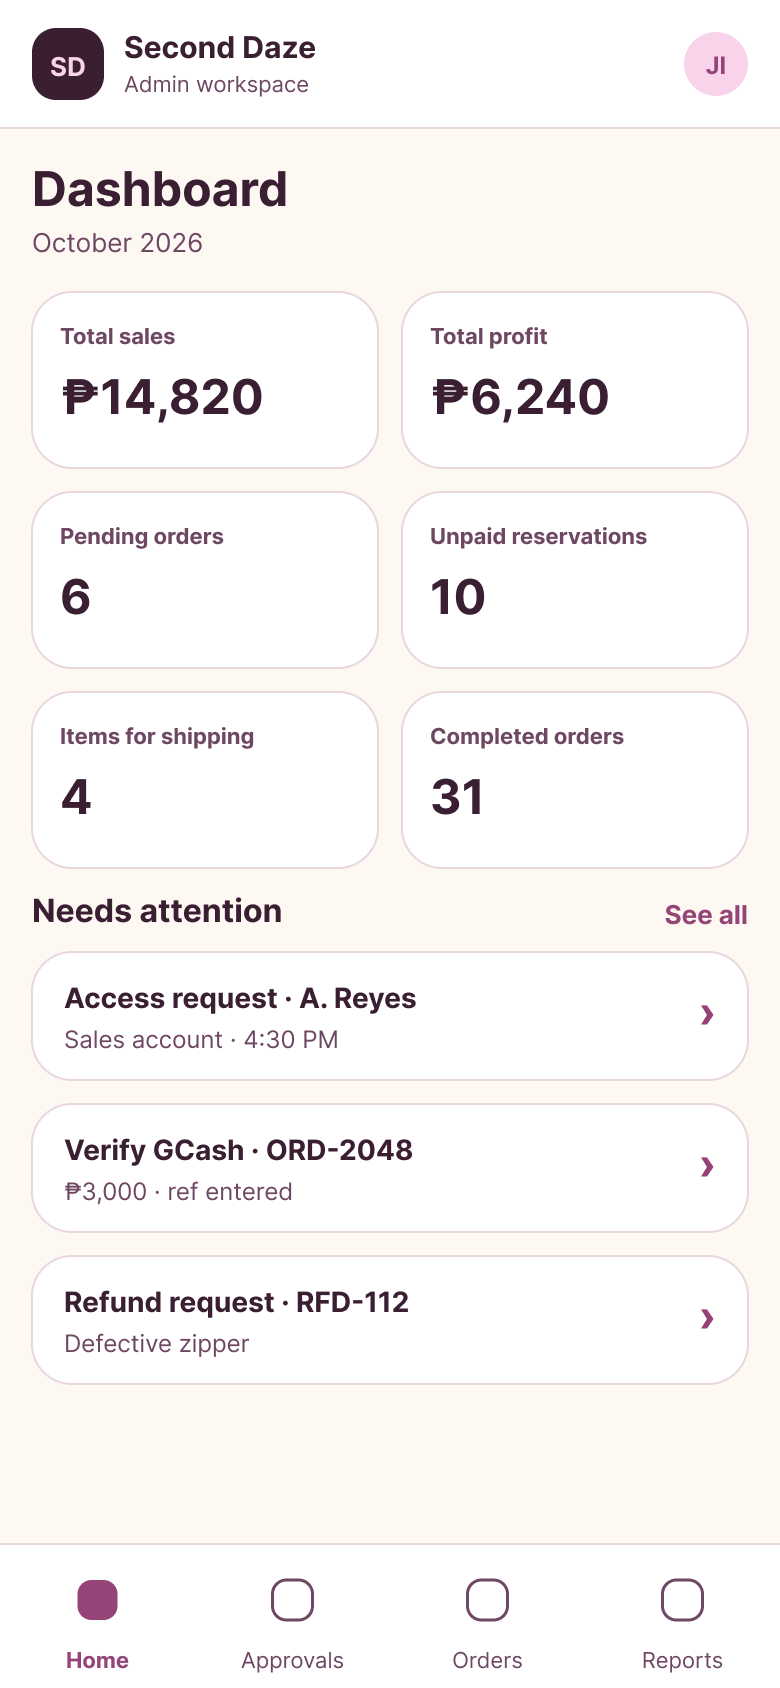 SD
Second Daze
Admin workspace
JI
Dashboard
October 2026
Total sales
₱14,820
Total profit
₱6,240
Pending orders
6
Unpaid reservations
10
Items for shipping
4
Completed orders
31
Needs attention
See all
Access request · A. Reyes
Sales account · 4:30 PM
›
Verify GCash · ORD-2048
₱3,000 · ref entered
›
Refund request · RFD-112
Defective zipper
›
Home
Approvals
Orders
Reports